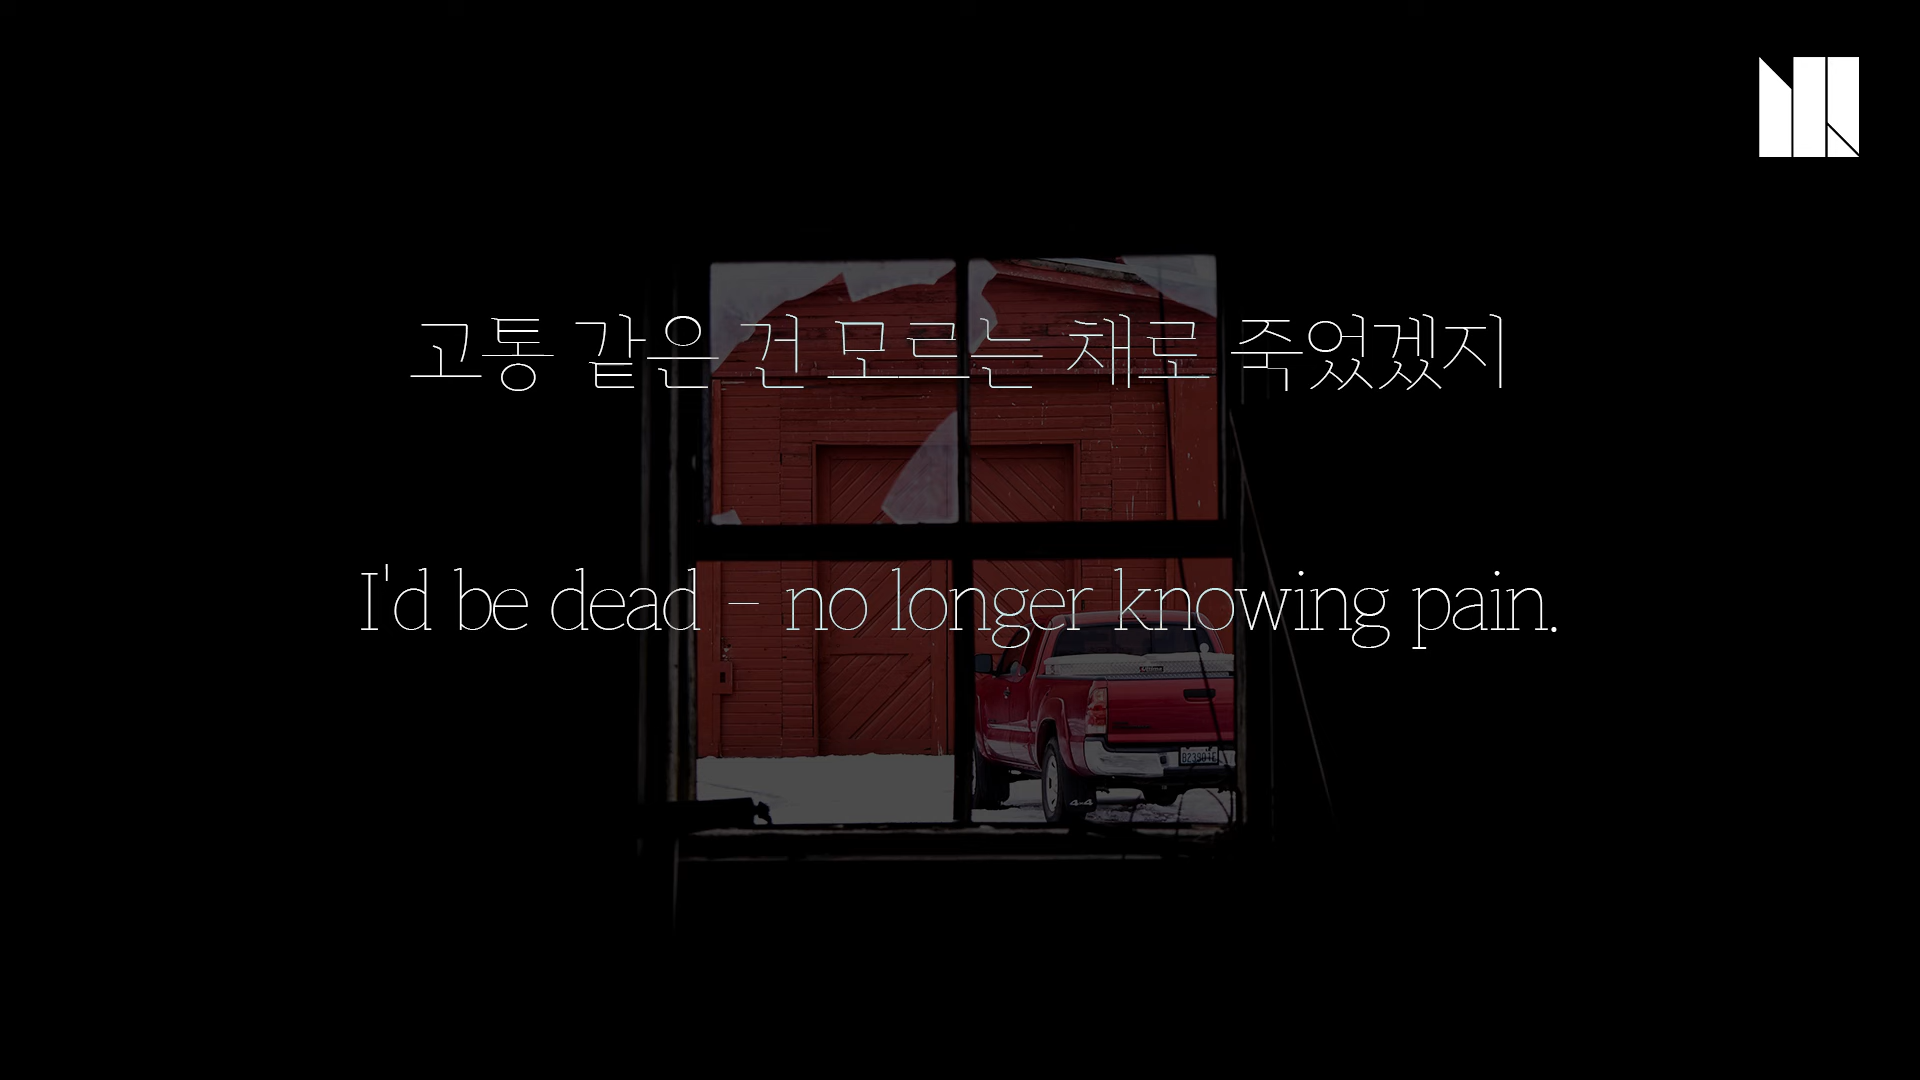 고통 같은 건 모르는 채로 죽었겠지
I'd be dead – no longer knowing pain.
4x4